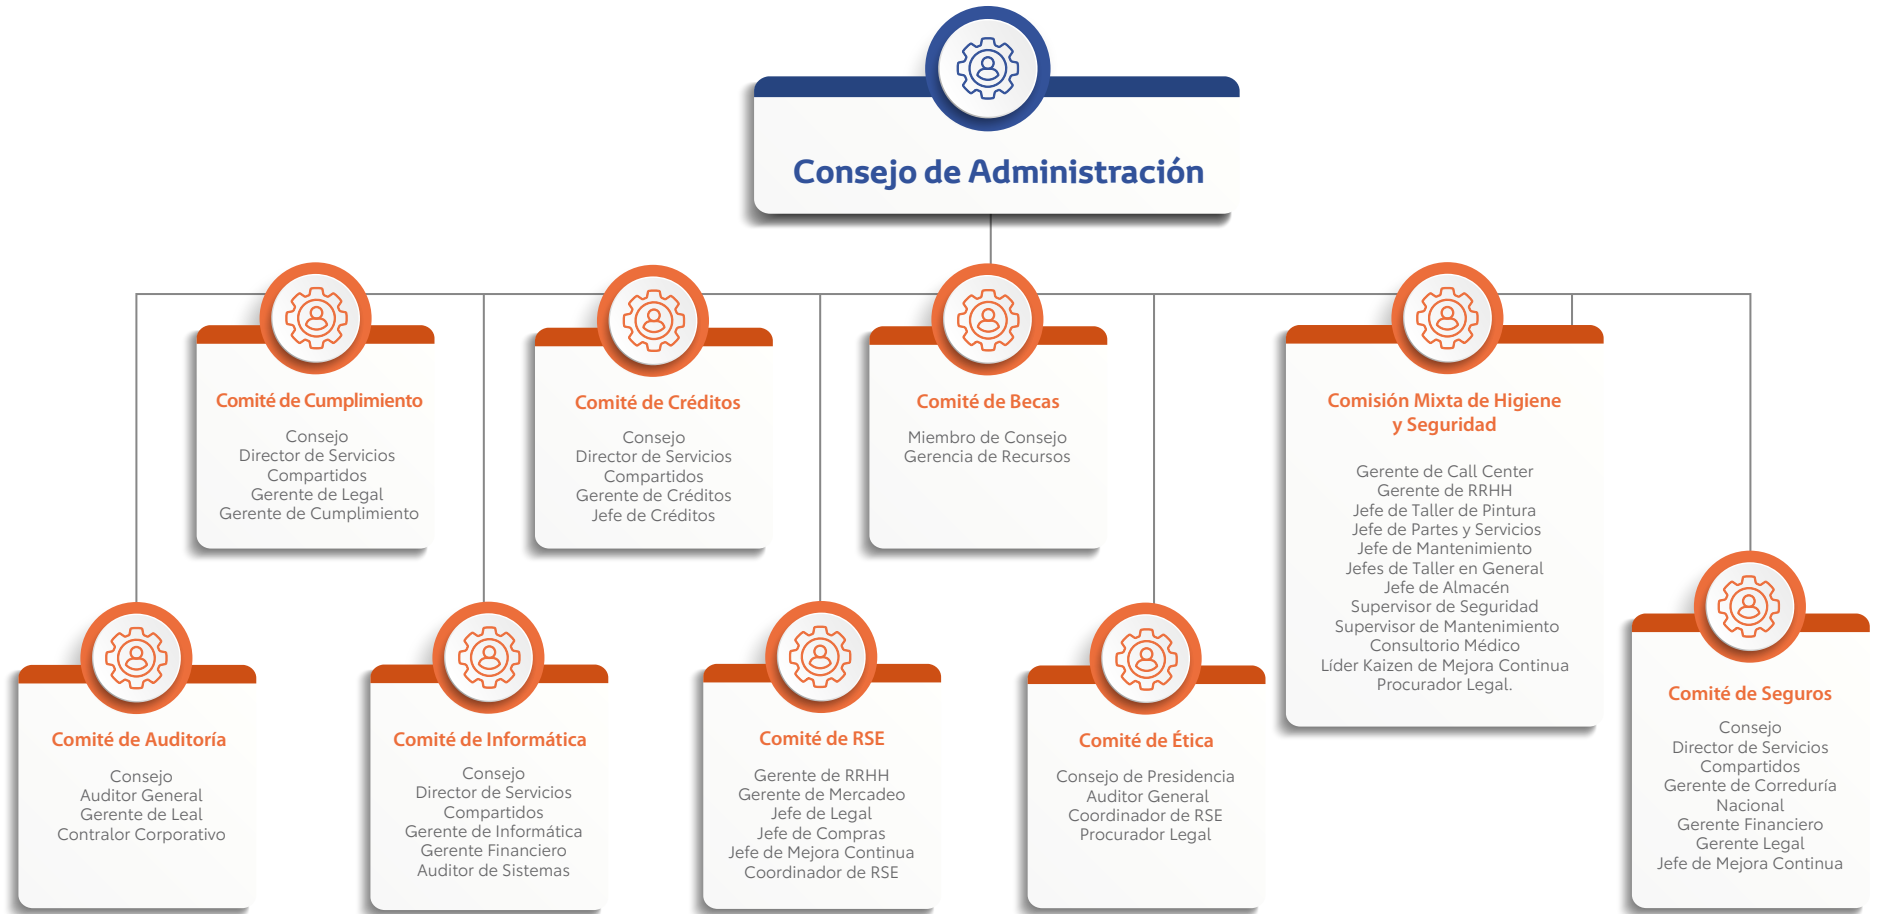 Consejo de Administración
Comité de Cumplimiento
Consejo
Director de Servicios
Compartidos
Gerente de Legal
Gerente de Cumplimiento
Comité de Créditos
Consejo
Director de Servicios
Compartidos
Gerente de Créditos
Jefe de Créditos
Comité de Becas
Miembro de Consejo
Gerencia de Recursos
Comisión Mixta de Higiene
y Seguridad
Gerente de Call Center
Gerente de RRHH
Jefe de Taller de Pintura
Jefe de Partes y Servicios
Jefe de Mantenimiento
Jefes de Taller en General
Jefe de Almacén
Supervisor de Seguridad
Supervisor de Mantenimiento
Consultorio Médico
Líder Kaizen de Mejora Continua
Procurador Legal.
Comité de Auditoría
Consejo
Auditor General
Gerente de Leal
Contralor Corporativo
Comité de Informática
Consejo
Director de Servicios
Compartidos
Gerente de Informática
Gerente Financiero
Auditor de Sistemas
Comité de RSE
Gerente de RRHH
Gerente de Mercadeo
Jefe de Legal
Jefe de Compras
Jefe de Mejora Continua
Coordinador de RSE
Comité de Ética
Consejo de Presidencia
Auditor General
Coordinador de RSE
Procurador Legal
Comité de Seguros
Consejo
Director de Servicios
Compartidos
Gerente de Correduría
Nacional
Gerente Financiero
Gerente Legal
Jefe de Mejora Continua